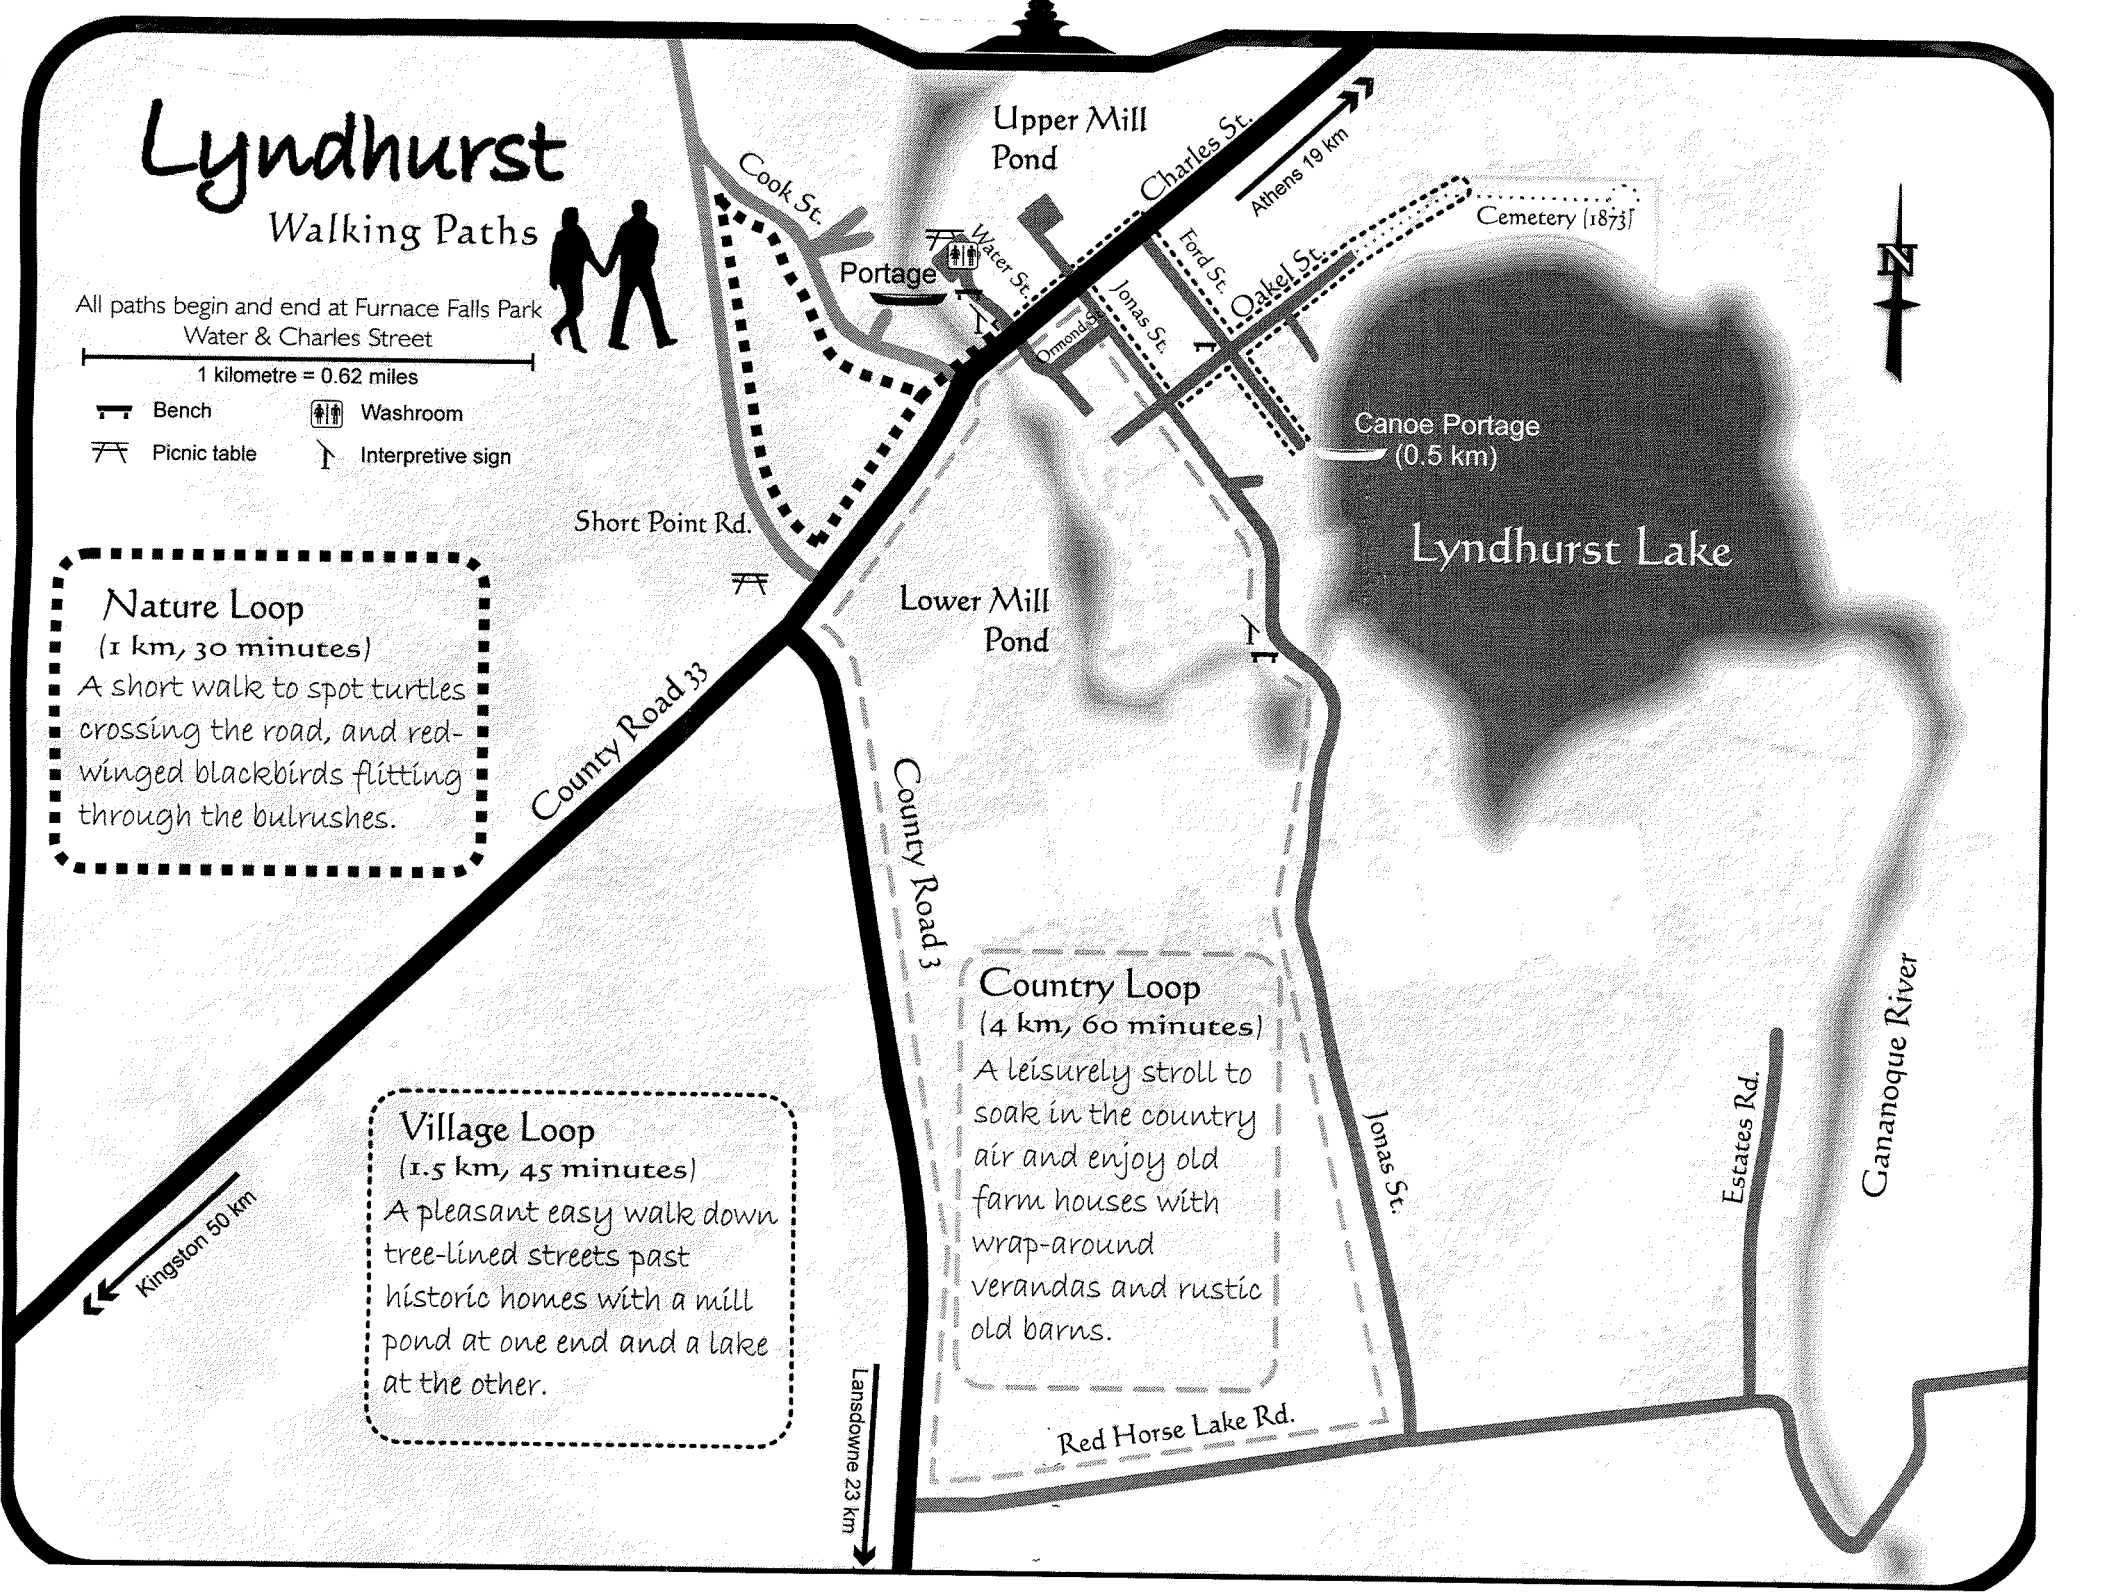 Lyndhurst
Walking Paths
All paths begin and end at Furnace Falls Park
Water & Charles Street
1 kilometre = 0.62 miles
Bench
Washroom
Picnic table
Interpretive sign
Upper Mill
Pond
Charles St.
Athens 19 km
Cook St.
Portage
Water St.
Ormond St.
Jonas St.
Ford St.
Oakel St.
Cemetery (1873)
N
Canoe Portage
(0.5 km)
Lyndhurst Lake
Short Point Rd.
Lower Mill
Pond
Nature Loop
(1 km, 30 minutes)
A short walk to spot turtles
crossing the road, and red-
winged blackbirds flitting
through the bulrushes.
County Road 33
County Road 3
Country Loop
(4 km, 60 minutes)
A leisurely stroll to
soak in the country
air and enjoy old
farm houses with
wrap-around
verandas and rustic
old barns.
Village Loop
(1.5 km, 45 minutes)
A pleasant easy walk down
tree-lined streets past
historic homes with a mill
pond at one end and a lake
at the other.
Kingston 50 km
Lansdowne 23 km
Red Horse Lake Rd.
Jonas St.
Estates Rd.
Gananoque River